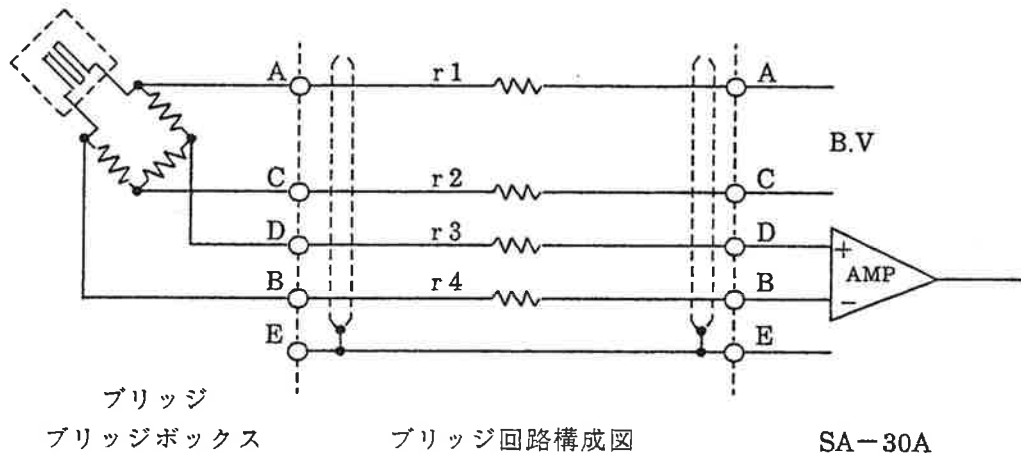 A r1 A
B.V
C r2 C
D r3 D
+
AMP
B r4 B
−
E E
ブリッジ
ブリッジボックス ブリッジ回路構成図 SA−30A